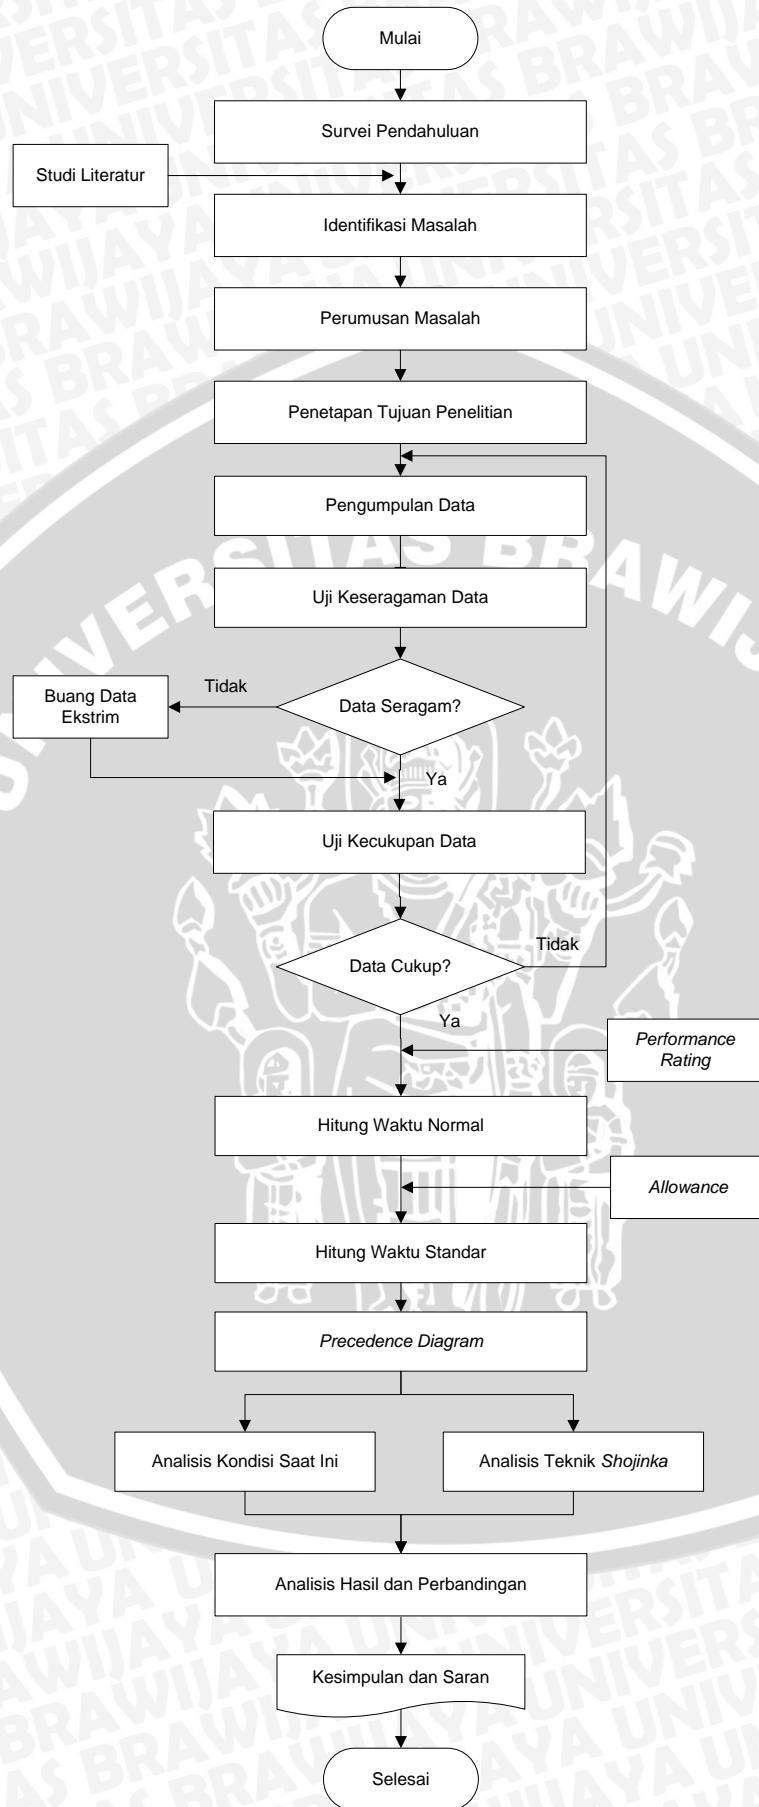 Mulai
Survei Pendahuluan
Studi Literatur
Identifikasi Masalah
Perumusan Masalah
Penetapan Tujuan Penelitian
Pengumpulan Data
UNIVERSITAS BRAWIJ
Uji Keseragaman Data
Data Seragam?
Tidak
Buang Data
Ekstrim
Ya
Uji Kecukupan Data
Data Cukup?
Tidak
Ya
Performance
Rating
Hitung Waktu Normal
Allowance
Hitung Waktu Standar
Precedence Diagram
Analisis Kondisi Saat Ini
Analisis Teknik Shojinka
Analisis Hasil dan Perbandingan
Kesimpulan dan Saran
Selesai